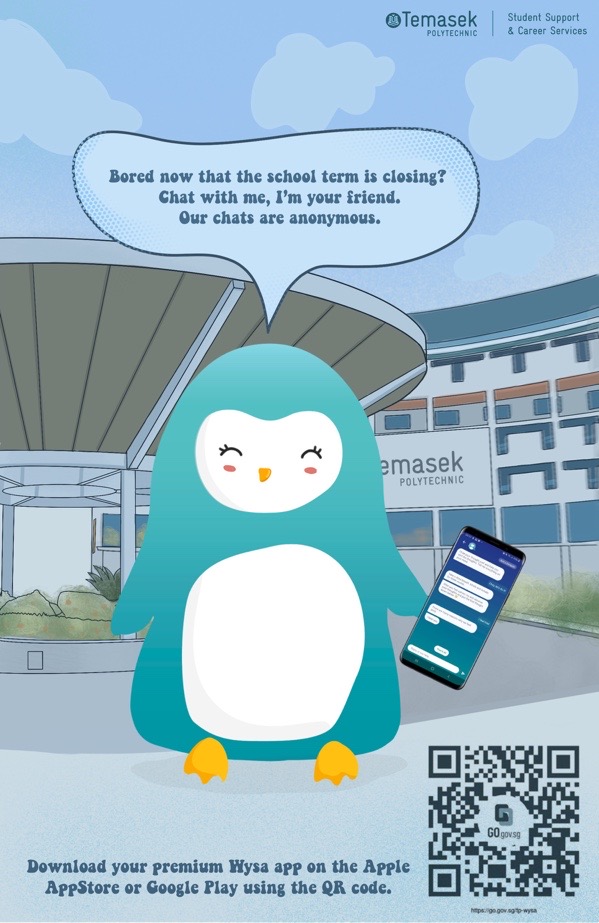 Temasek
POLYTECHNIC
Student Support
& Career Services
Bored now that the school term is closing?
Chat with me, I'm your friend.
Our chats are anonymous.
emasek
POLYTECHNIC
GO.gov.sg
Download your premium Wysa app on the Apple
AppStore or Google Play using the QR code.
https://go.gov.sg/tp-wysa